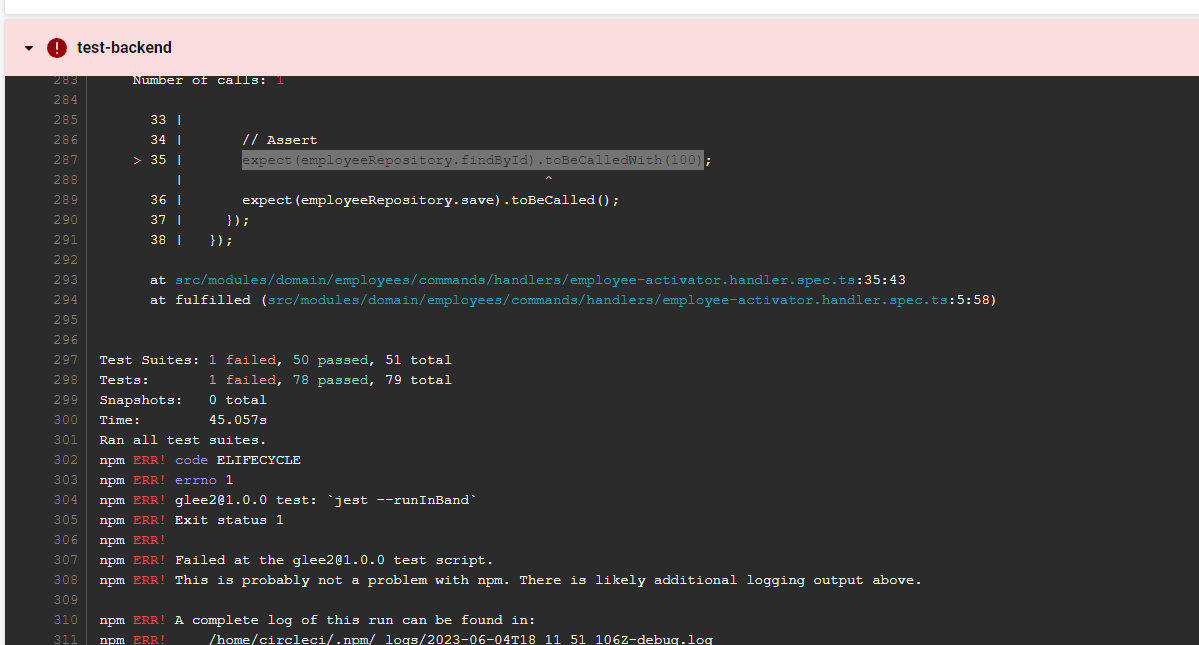 test-backend
283 Number of calls: 1
284
285 33 |
286 34 | // Assert
287 > 35 | expect(employeeRepository.findById).toBeCalledWith(100);
288 | ^
289 36 | expect(employeeRepository.save).toBeCalled();
290 37 | });
291 38 | });
292
293 at src/modules/domain/employees/commands/handlers/employee-activator.handler.spec.ts:35:43
294 at fulfilled (src/modules/domain/employees/commands/handlers/employee-activator.handler.spec.ts:5:58)
295
296
297 Test Suites: 1 failed, 50 passed, 51 total
298 Tests: 1 failed, 78 passed, 79 total
299 Snapshots: 0 total
300 Time: 45.057s
301 Ran all test suites.
302 npm ERR! code ELIFECYCLE
303 npm ERR! errno 1
304 npm ERR! glee2@1.0.0 test: `jest --runInBand`
305 npm ERR! Exit status 1
306 npm ERR!
307 npm ERR! Failed at the glee2@1.0.0 test script.
308 npm ERR! This is probably not a problem with npm. There is likely additional logging output above.
309
310 npm ERR! A complete log of this run can be found in:
311 npm ERR! /home/circleci/.npm/_logs/2023-06-04T18_11_51_106Z-debug.log